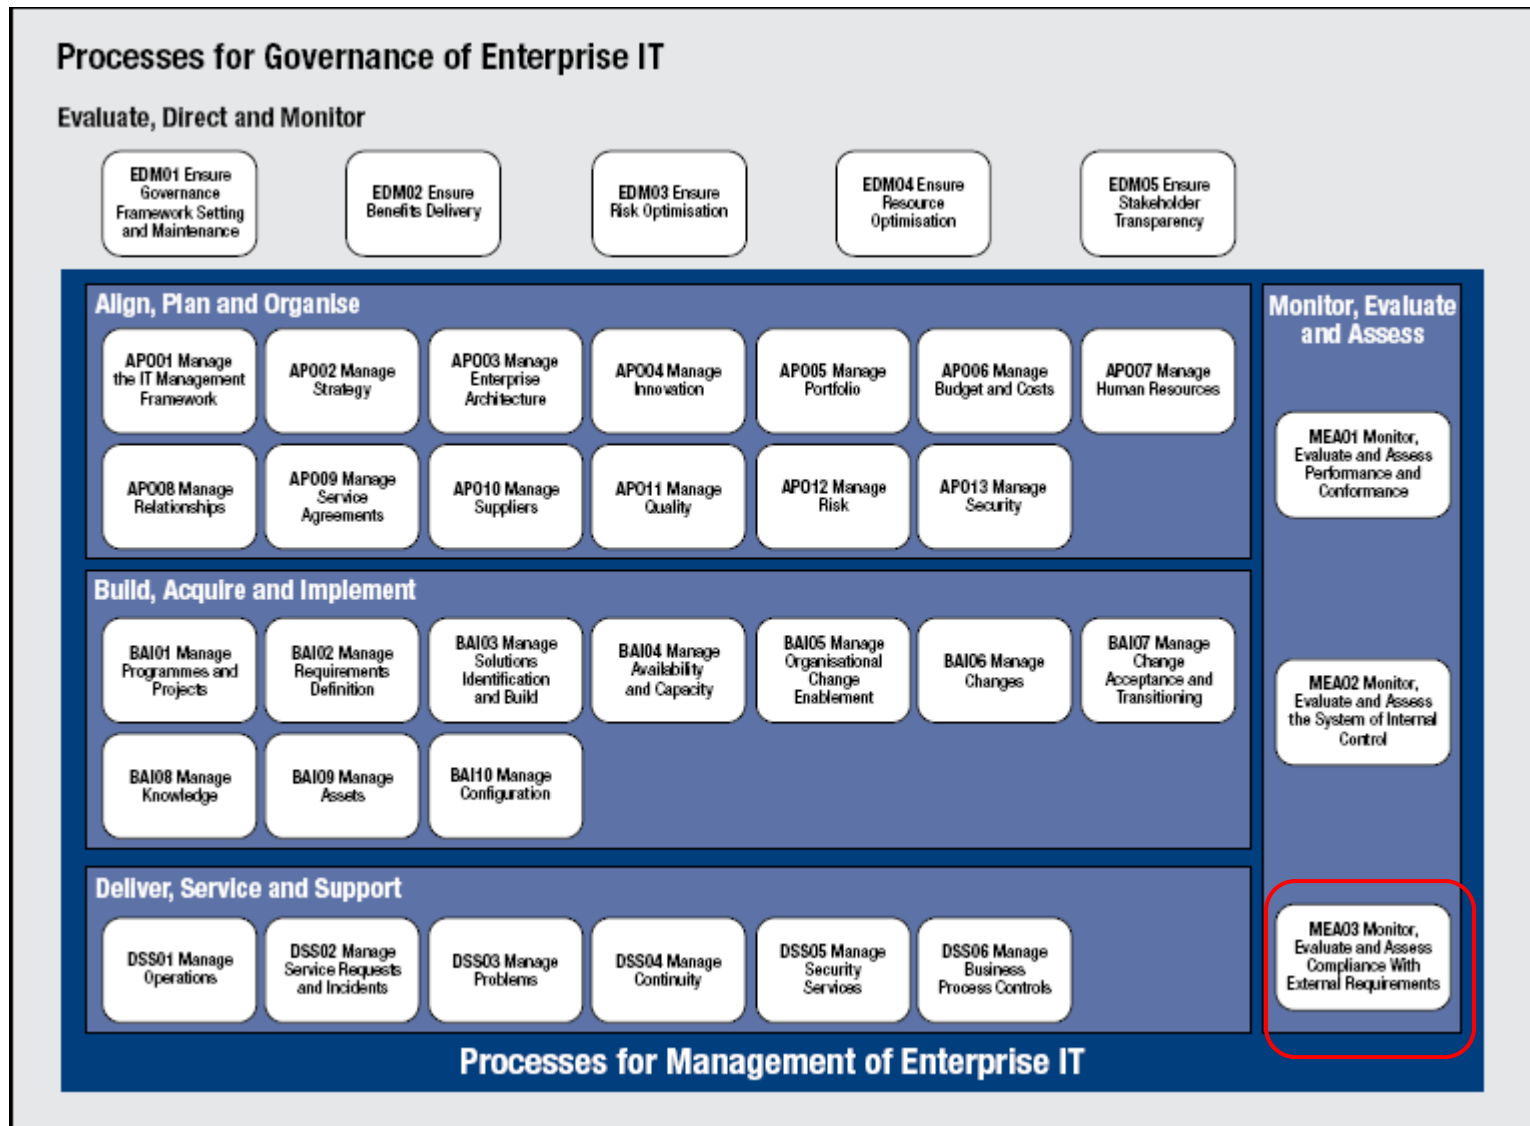 Processes for Governance of Enterprise IT
Evaluate, Direct and Monitor
EDM01 Ensure
Governance
Framework Setting
and Maintenance
EDM02 Ensure
Benefits Delivery
EDM03 Ensure
Risk Optimisation
EDM04 Ensure
Resource
Optimisation
EDM05 Ensure
Stakeholder
Transparency
Align, Plan and Organise
APO01 Manage
the IT Management
Framework
APO02 Manage
Strategy
APO03 Manage
Enterprise
Architecture
APO04 Manage
Innovation
APO05 Manage
Portfolio
APO06 Manage
Budget and Costs
APO07 Manage
Human Resources
APO08 Manage
Relationships
APO09 Manage
Service
Agreements
APO10 Manage
Suppliers
APO11 Manage
Quality
APO12 Manage
Risk
APO13 Manage
Security
Build, Acquire and Implement
BAI01 Manage
Programmes and
Projects
BAI02 Manage
Requirements
Definition
BAI03 Manage
Solutions
Identification
and Build
BAI04 Manage
Availability
and Capacity
BAI05 Manage
Organisational
Change
Enablement
BAI06 Manage
Changes
BAI07 Manage
Change
Acceptance and
Transitioning
BAI08 Manage
Knowledge
BAI09 Manage
Assets
BAI10 Manage
Configuration
Deliver, Service and Support
DSS01 Manage
Operations
DSS02 Manage
Service Requests
and Incidents
DSS03 Manage
Problems
DSS04 Manage
Continuity
DSS05 Manage
Security
Services
DSS06 Manage
Business
Process Controls
Monitor, Evaluate
and Assess
MEA01 Monitor,
Evaluate and Assess
Performance and
Conformance
MEA02 Monitor,
Evaluate and Assess
the System of Internal
Control
MEA03 Monitor,
Evaluate and Assess
Compliance With
External Requirements
Processes for Management of Enterprise IT